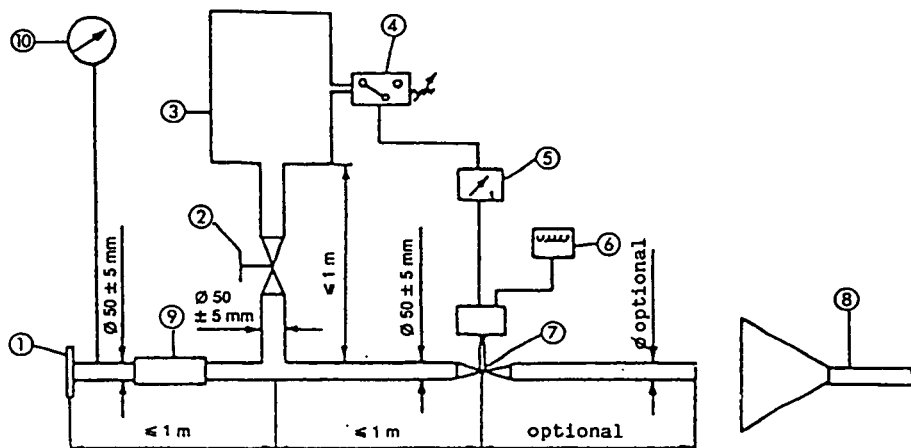 10
4
3
5
2
6
≤ 1 m
Ø 50 ± 5 mm
Ø 50
± 5 mm
Ø 50 ± 5 mm
Ø optional
9
7
8
1
≤ 1 m
≤ 1 m
optional